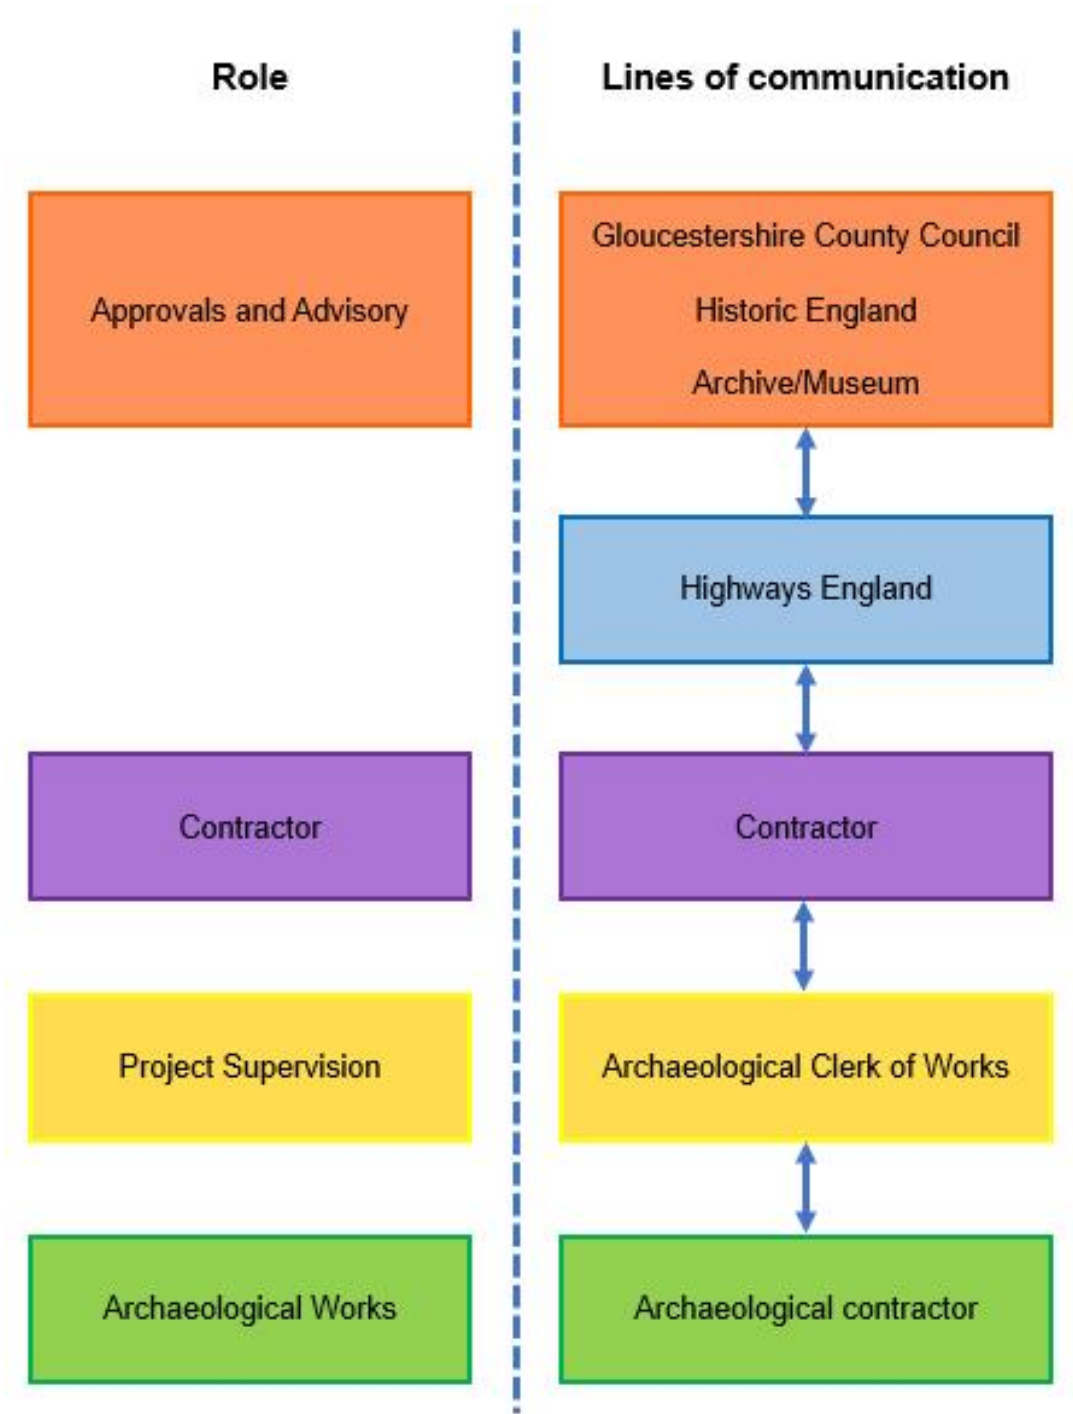 Role
Lines of communication
Approvals and Advisory
Gloucestershire County Council
Historic England
Archive/Museum
Highways England
Contractor
Contractor
Project Supervision
Archaeological Clerk of Works
Archaeological Works
Archaeological contractor